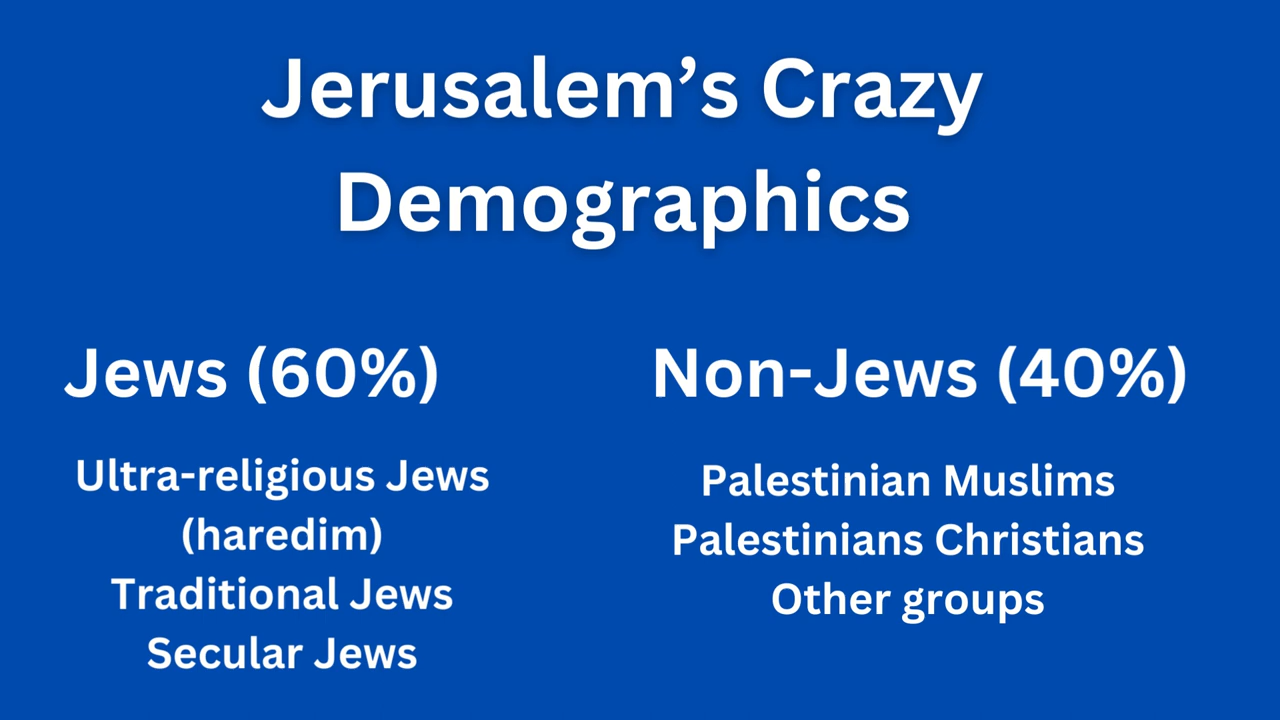 Jerusalem’s Crazy
Demographics
Jews (60%)
Ultra-religious Jews
(haredim)
Traditional Jews
Secular Jews
Non-Jews (40%)
Palestinian Muslims
Palestinians Christians
Other groups